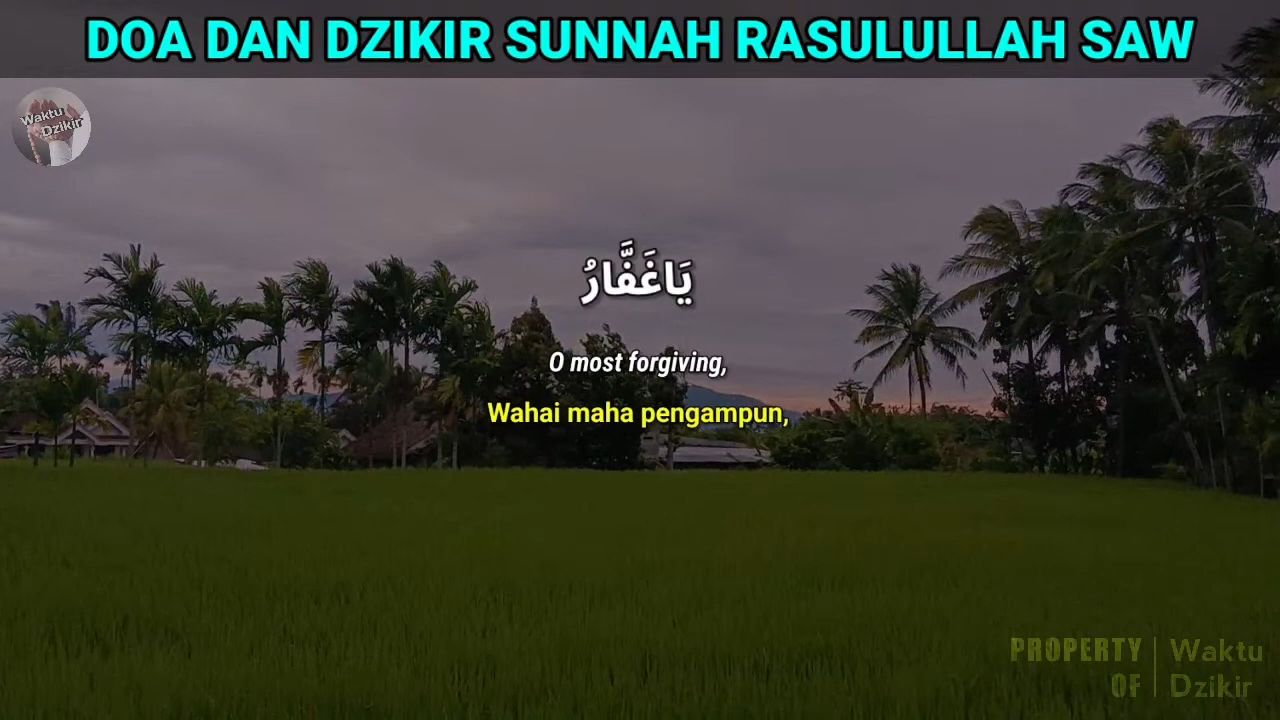 DOA DAN DZIKIR SUNNAH RASULULLAH SAW
Waktu
Dzikir
يَاغَفَّارُ
O most forgiving,
Wahai maha pengampun,
PROPERTY OF
Waktu Dzikir